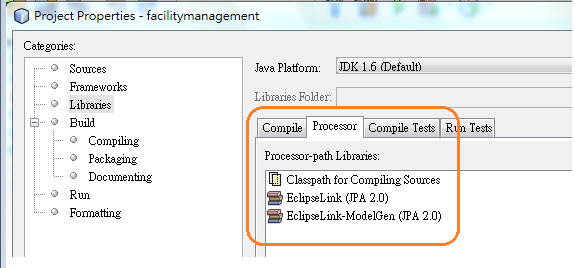 Project Properties - facilitymanagement
Categories:
Sources
Frameworks
Libraries
Build
Compiling
Packaging
Documenting
Run
Formatting
Java Platform: JDK 1.6 (Default)
Libraries Folder:
Compile Processor Compile Tests Run Tests
Processor-path Libraries:
Classpath for Compiling Sources
EclipseLink (JPA 2.0)
EclipseLink-ModelGen (JPA 2.0)